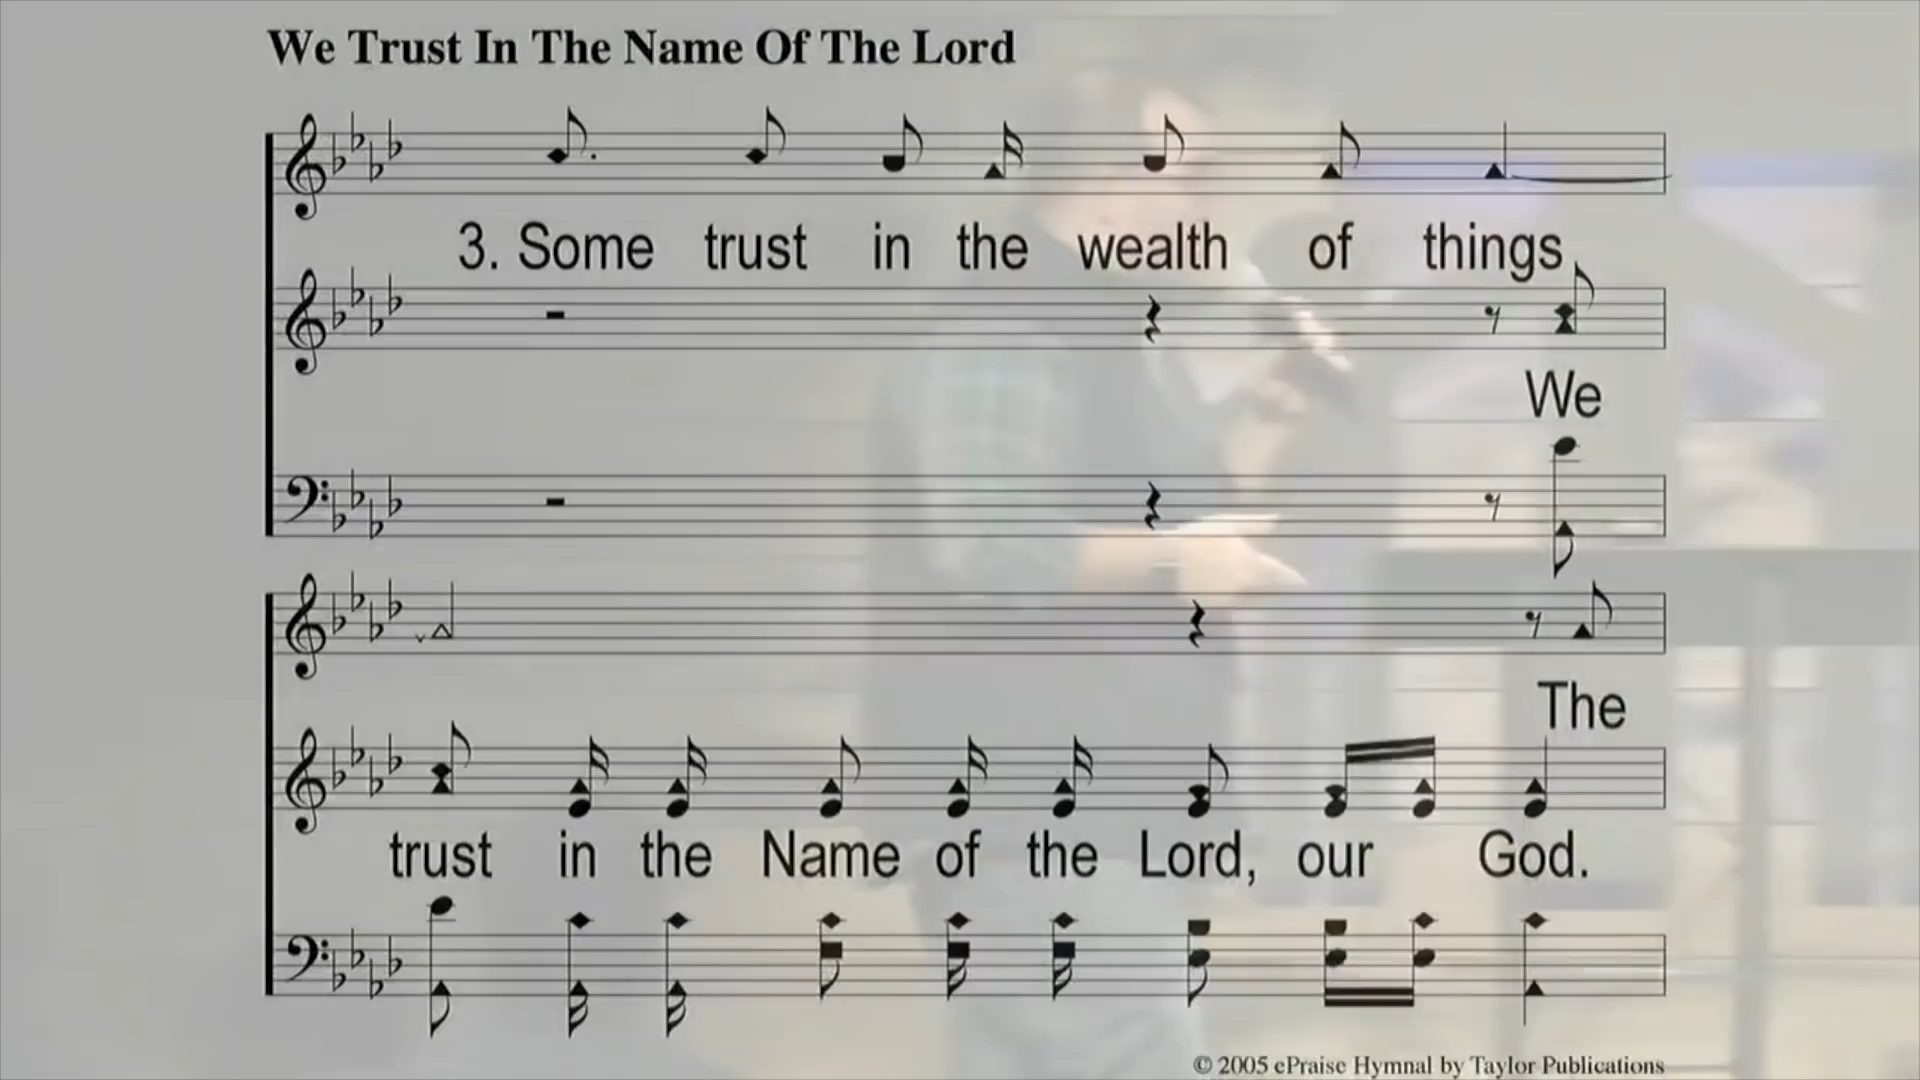 We Trust In The Name Of The Lord
3. Some trust in the wealth of things
We
The
trust in the Name of the Lord, our God.
© 2005 ePraise Hymnal by Taylor Publications